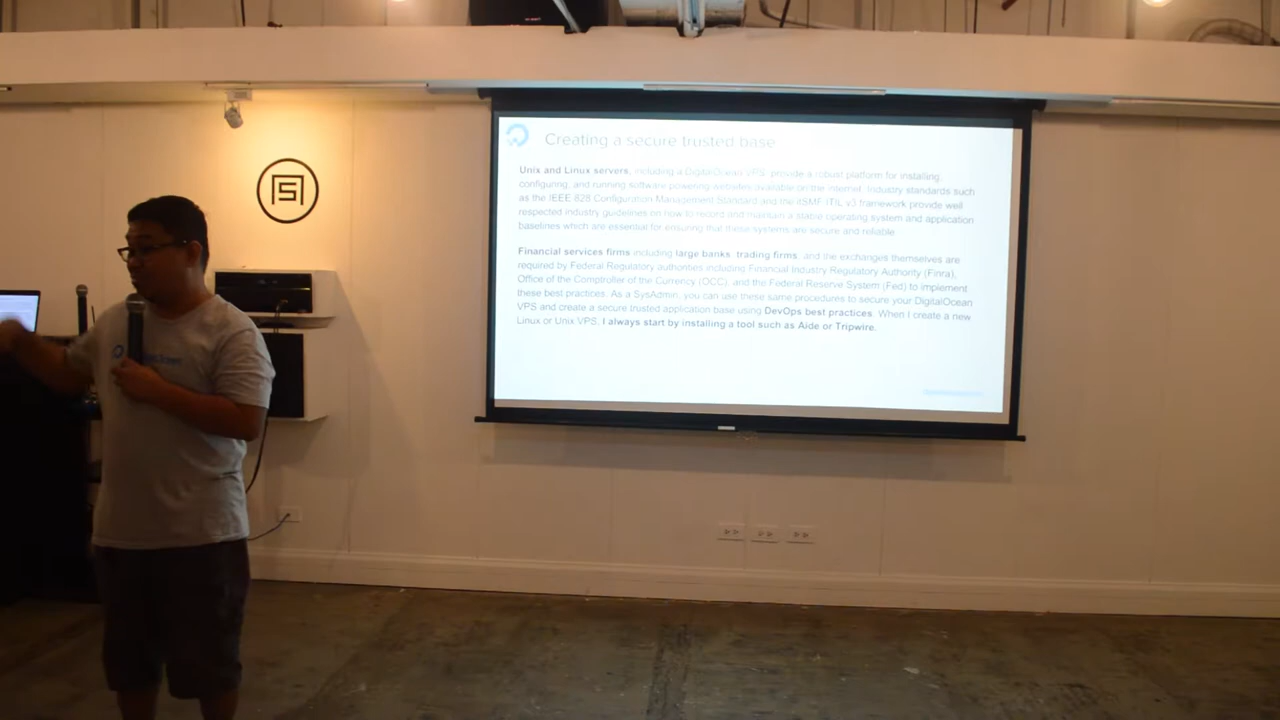 Creating a secure trusted base
Unix and Linux servers, including a DigitalOcean VPS, provide a robust platform for installing,
configuring, and running software powering websites available on the internet. Industry standards such
as the IEEE 828 Configuration Management Standard and the itSMF ITIL v3 framework provide well
respected industry guidelines on how to record and maintain a stable operating system and application
baselines which are essential for ensuring that these systems are secure and reliable.
Financial services firms including large banks, trading firms, and the exchanges themselves are
required by Federal Regulatory authorities including Financial Industry Regulatory Authority (Finra),
Office of the Comptroller of the Currency (OCC), and the Federal Reserve System (Fed) to implement
these best practices. As a SysAdmin, you can use these same procedures to secure your DigitalOcean
VPS and create a secure trusted application base using DevOps best practices. When I create a new
Linux or Unix VPS, I always start by installing a tool such as Aide or Tripwire.